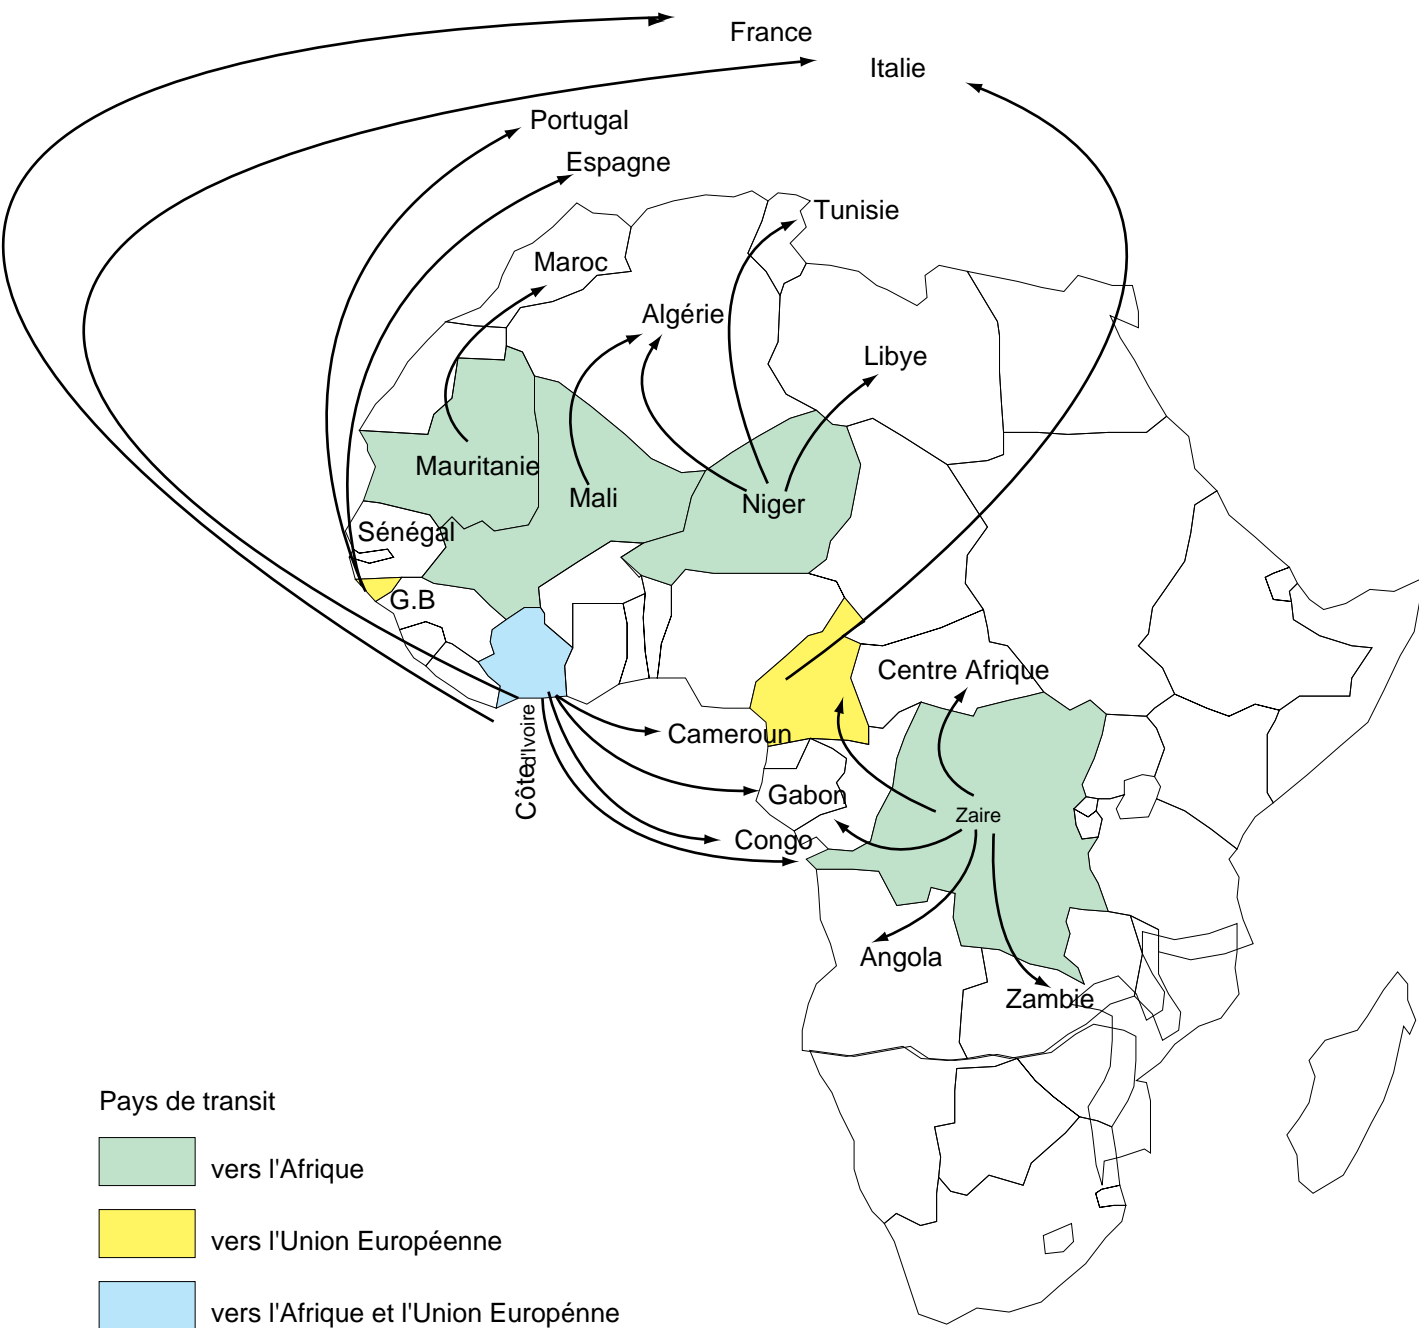 France
Italie
Portugal
Espagne
Tunisie
Maroc
Algérie
Libye
Mauritanie
Mali
Niger
Sénégal
G.B
Centre Afrique
Côte d'Ivoire
Cameroun
Gabon
Zaire
Congo
Angola
Zambie
Pays de transit
vers l'Afrique
vers l'Union Européenne
vers l'Afrique et l'Union Europénne